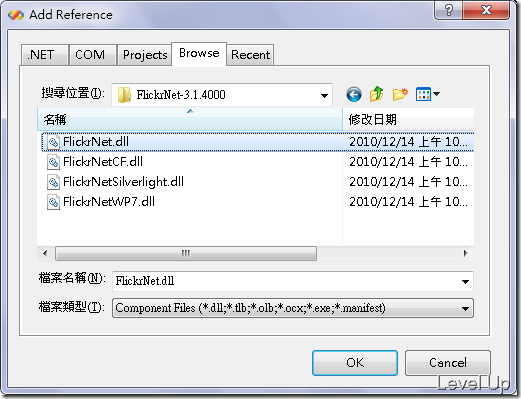 Add Reference
.NET COM Projects Browse Recent
搜尋位置(I): FlickrNet-3.1.4000
名稱 修改日期
FlickrNet.dll 2010/12/14 上午 10...
FlickrNetCF.dll 2010/12/14 上午 10...
FlickrNetSilverlight.dll 2010/12/14 上午 10...
FlickrNetWP7.dll 2010/12/14 上午 10...
檔案名稱(N): FlickrNet.dll
檔案類型(T): Component Files (*.dll;*.tlb;*.olb;*.ocx;*.exe;*.manifest)
OK Cancel
Level Up